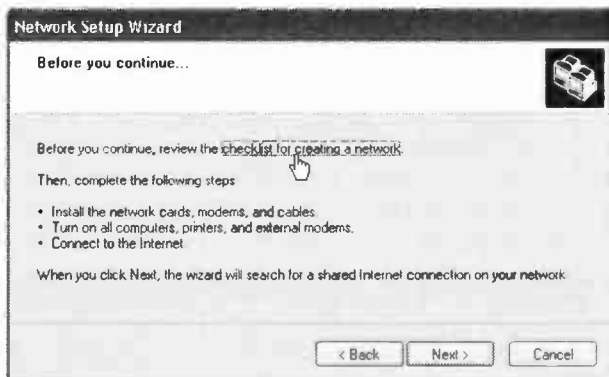 Network Setup Wizard
Before you continue...
Before you continue, review the checklist for creating a network.
Then, complete the following steps
• Install the network cards, modems, and cables.
• Turn on all computers, printers, and external modems.
• Connect to the Internet
When you click Next, the wizard will search for a shared Internet connection on your network
< Back
Next >
Cancel